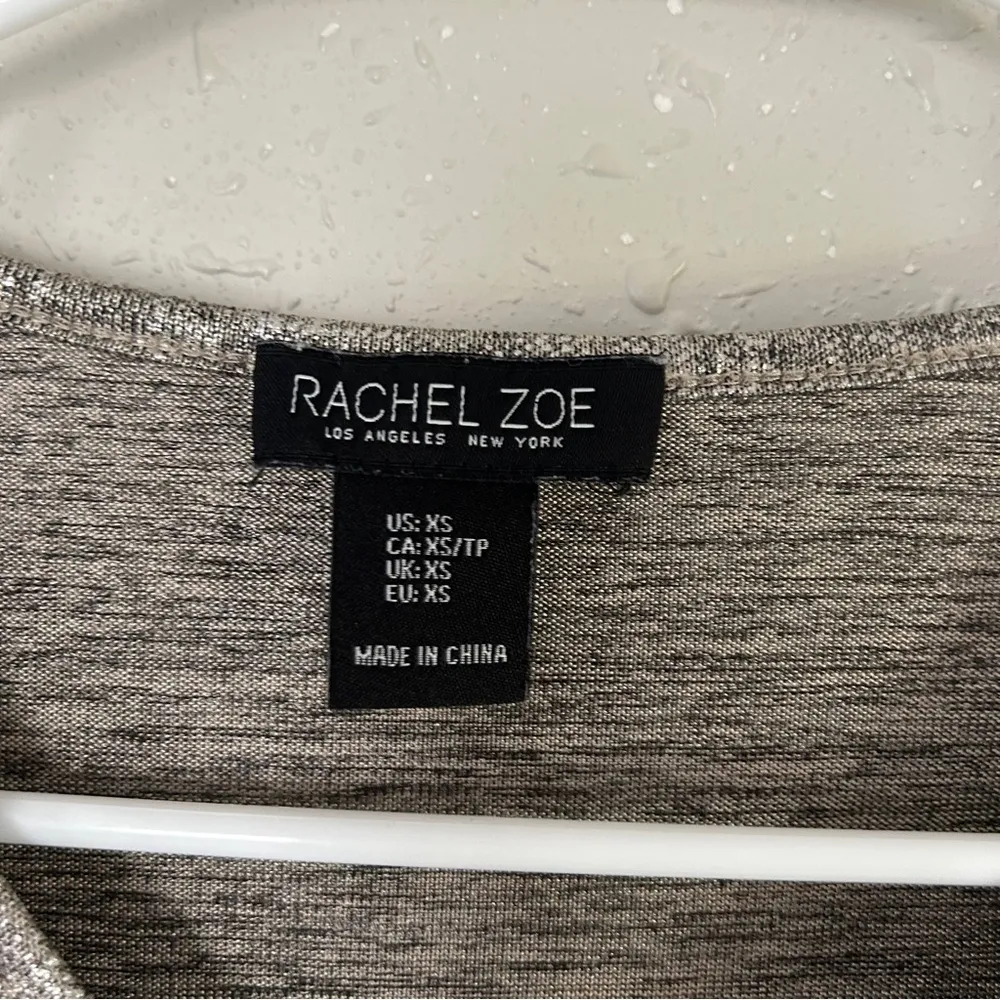 RACHEL ZOE
LOS ANGELES NEW YORK
US: XS
CA: XS/TP
UK: XS
EU: XS
MADE IN CHINA